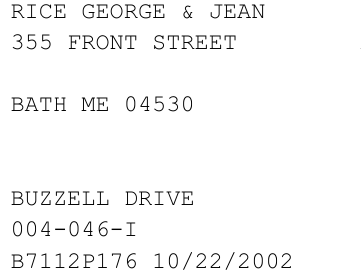 RICE GEORGE & JEAN
355 FRONT STREET
BATH ME 04530
BUZZELL DRIVE
004-046-I
B7112P176 10/22/2002